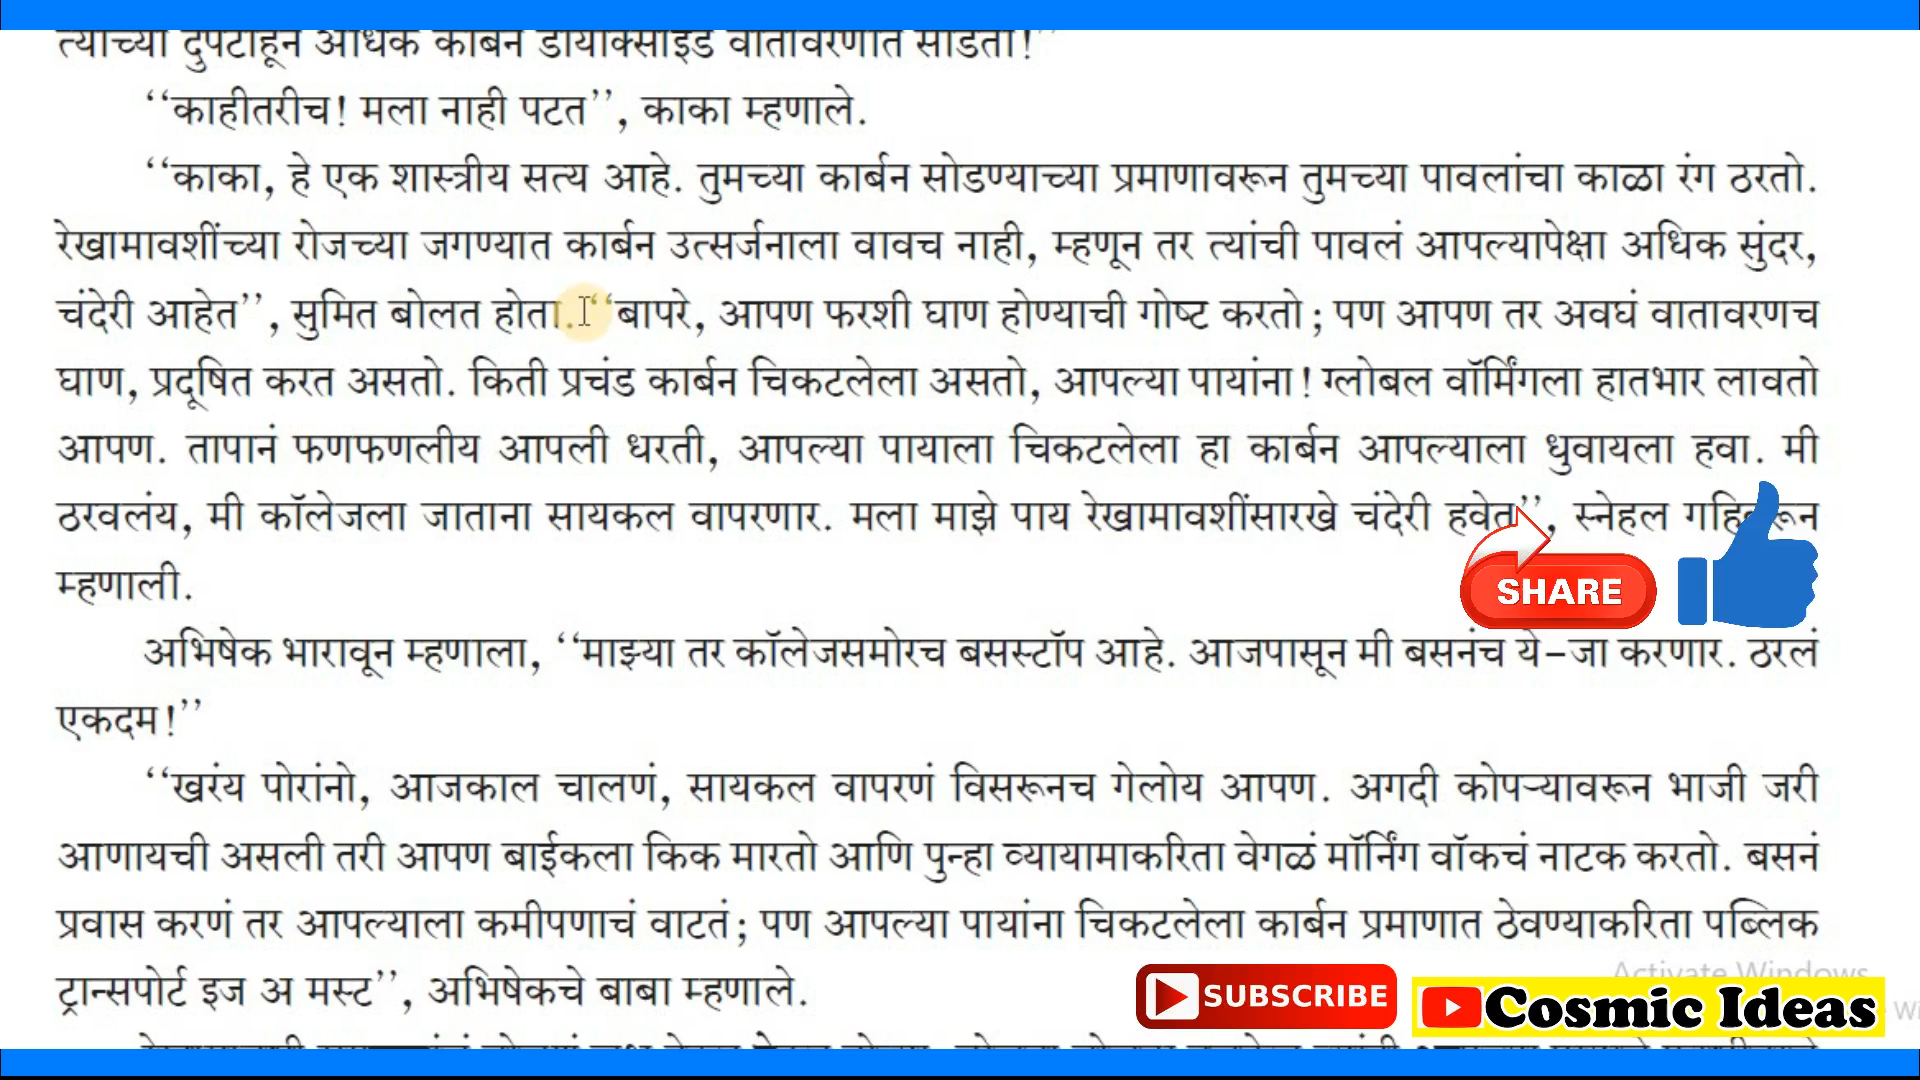 त्यांच्या दुपटीहून अधिक कार्बन डायॉक्साइड वातावरणात सोडता!’’
‘‘काहीतरीच! मला नाही पटत’’, काका म्हणाले.
‘‘काका, हे एक शास्त्रीय सत्य आहे. तुमच्या कार्बन सोडण्याच्या प्रमाणावरून तुमच्या पावलांचा काळा रंग ठरतो.
रेखामावशींच्या रोजच्या जगण्यात कार्बन उत्सर्जनाला वावच नाही, म्हणून तर त्यांची पावलं आपल्यापेक्षा अधिक सुंदर,
चंदेरी आहेत’’, सुमित बोलत होता. ‘‘बापरे, आपण फरशी घाण होण्याची गोष्ट करतो; पण आपण तर अवघं वातावरणच
घाण, प्रदूषित करत असतो. किती प्रचंड कार्बन चिकटलेला असतो, आपल्या पायांना! ग्लोबल वॉर्मिंगला हातभार लावतो
आपण. तापानं फणफणलीय आपली धरती, आपल्या पायाला चिकटलेला हा कार्बन आपल्याला धुवायला हवा. मी
ठरवलंय, मी कॉलेजला जाताना सायकल वापरणार. मला माझे पाय रेखामावशींसारखे चंदेरी हवेत’’, स्नेहल गहिवरून
म्हणाली.
SHARE
अभिषेक भारावून म्हणाला, ‘‘माझ्या तर कॉलेजसमोरच बसस्टॉप आहे. आजपासून मी बसनंच ये-जा करणार. ठरलं
एकदम!’’
‘‘खरंय पोरांनो, आजकाल चालणं, सायकल वापरणं विसरूनच गेलोय आपण. अगदी कोपऱ्यावरून भाजी जरी
आणायची असली तरी आपण बाईकला किक मारतो आणि पुन्हा व्यायामाकरिता वेगळं मॉर्निंग वॉकचं नाटक करतो. बसनं
प्रवास करणं तर आपल्याला कमीपणाचं वाटतं; पण आपल्या पायांना चिकटलेला कार्बन प्रमाणात ठेवण्याकरिता पब्लिक
ट्रान्सपोर्ट इज अ मस्ट’’, अभिषेकचे बाबा म्हणाले.
Activate Windows
SUBSCRIBE
Cosmic Ideas